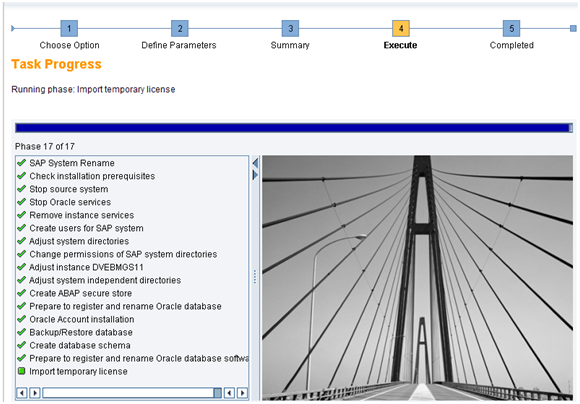 1
2
3
4
5
Choose Option
Define Parameters
Summary
Execute
Completed
Task Progress
Running phase: Import temporary license
Phase 17 of 17
SAP System Rename
Check installation prerequisites
Stop source system
Stop Oracle services
Remove instance services
Create users for SAP system
Adjust system directories
Change permissions of SAP system directories
Adjust instance DVEBMGS11
Adjust system independent directories
Create ABAP secure store
Prepare to register and rename Oracle database
Oracle Account installation
Backup/Restore database
Create database schema
Prepare to register and rename Oracle database softwa
Import temporary license